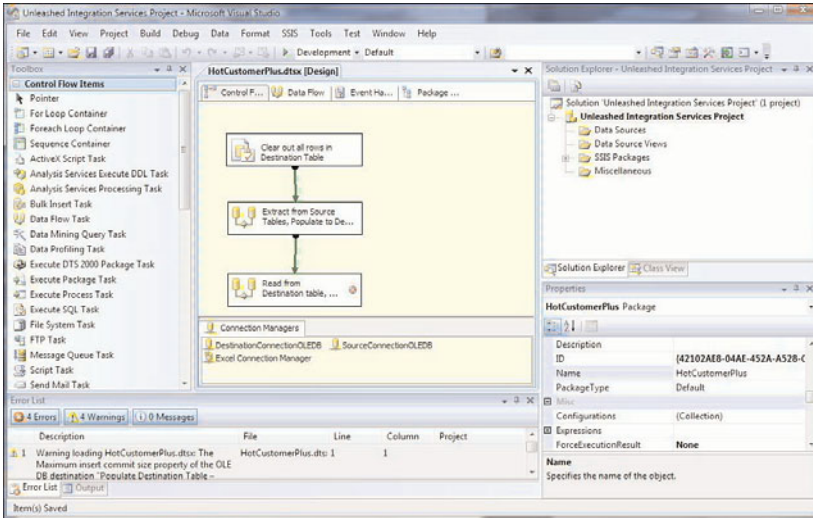 Unleashed Integration Services Project - Microsoft Visual Studio
File Edit View Project Build Debug Data Format SSIS Tools Test Window Help
Development Default
Toolbox
Control Flow Items
Pointer
For Loop Container
Foreach Loop Container
Sequence Container
ActiveX Script Task
Analysis Services Execute DDL Task
Analysis Services Processing Task
Bulk Insert Task
Data Flow Task
Data Mining Query Task
Data Profiling Task
Execute DTS 2000 Package Task
Execute Package Task
Execute Process Task
Execute SQL Task
File System Task
FTP Task
Message Queue Task
Script Task
Send Mail Task
HotCustomerPlus.dtsx [Design]
Control F... Data Flow Event Ha... Package ...
Clear out all rows in
Destination Table
Extract from Source
Tables, Populate to De...
Read from
Destination table, ...
Connection Managers
DestinationConnectionOLEDB SourceConnectionOLEDB
Excel Connection Manager
Solution Explorer - Unleashed Integration Services Project
Solution 'Unleashed Integration Services Project' (1 project)
Unleashed Integration Services Project
Data Sources
Data Source Views
SSIS Packages
Miscellaneous
Solution Explorer Class View
Properties
HotCustomerPlus Package
Description
ID {42102AE8-04AE-452A-A528-C
Name HotCustomerPlus
PackageType Default
Misc
Configurations (Collection)
Expressions
ForceExecutionResult None
Name
Specifies the name of the object.
Error List
4 Errors 4 Warnings 0 Messages
Description File Line Column Project
1 Warning loading HotCustomerPlus.dtsx: The HotCustomerPlus.dts: 1 1
Maximum insert commit size property of the OLE
DB destination "Populate Destination Table –
Error List Output
Item(s) Saved